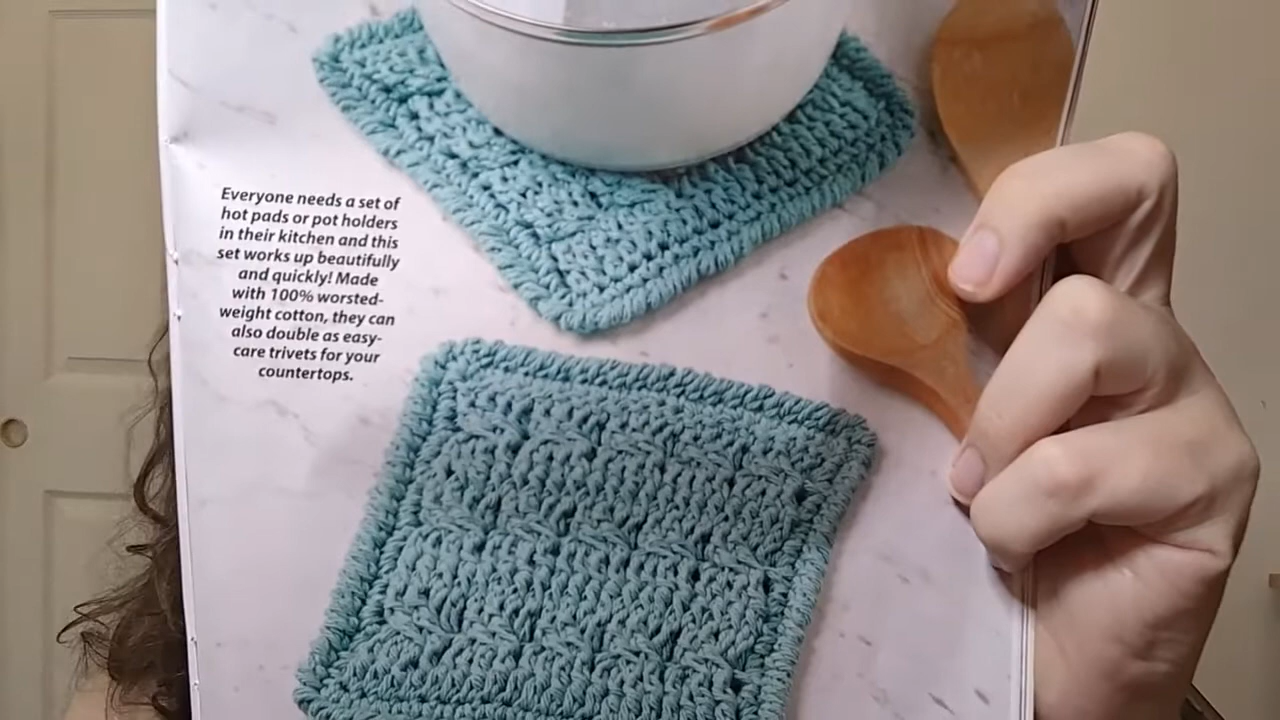 Everyone needs a set of
hot pads or pot holders
in their kitchen and this
set works up beautifully
and quickly! Made
with 100% worsted-
weight cotton, they can
also double as easy-
care trivets for your
countertops.